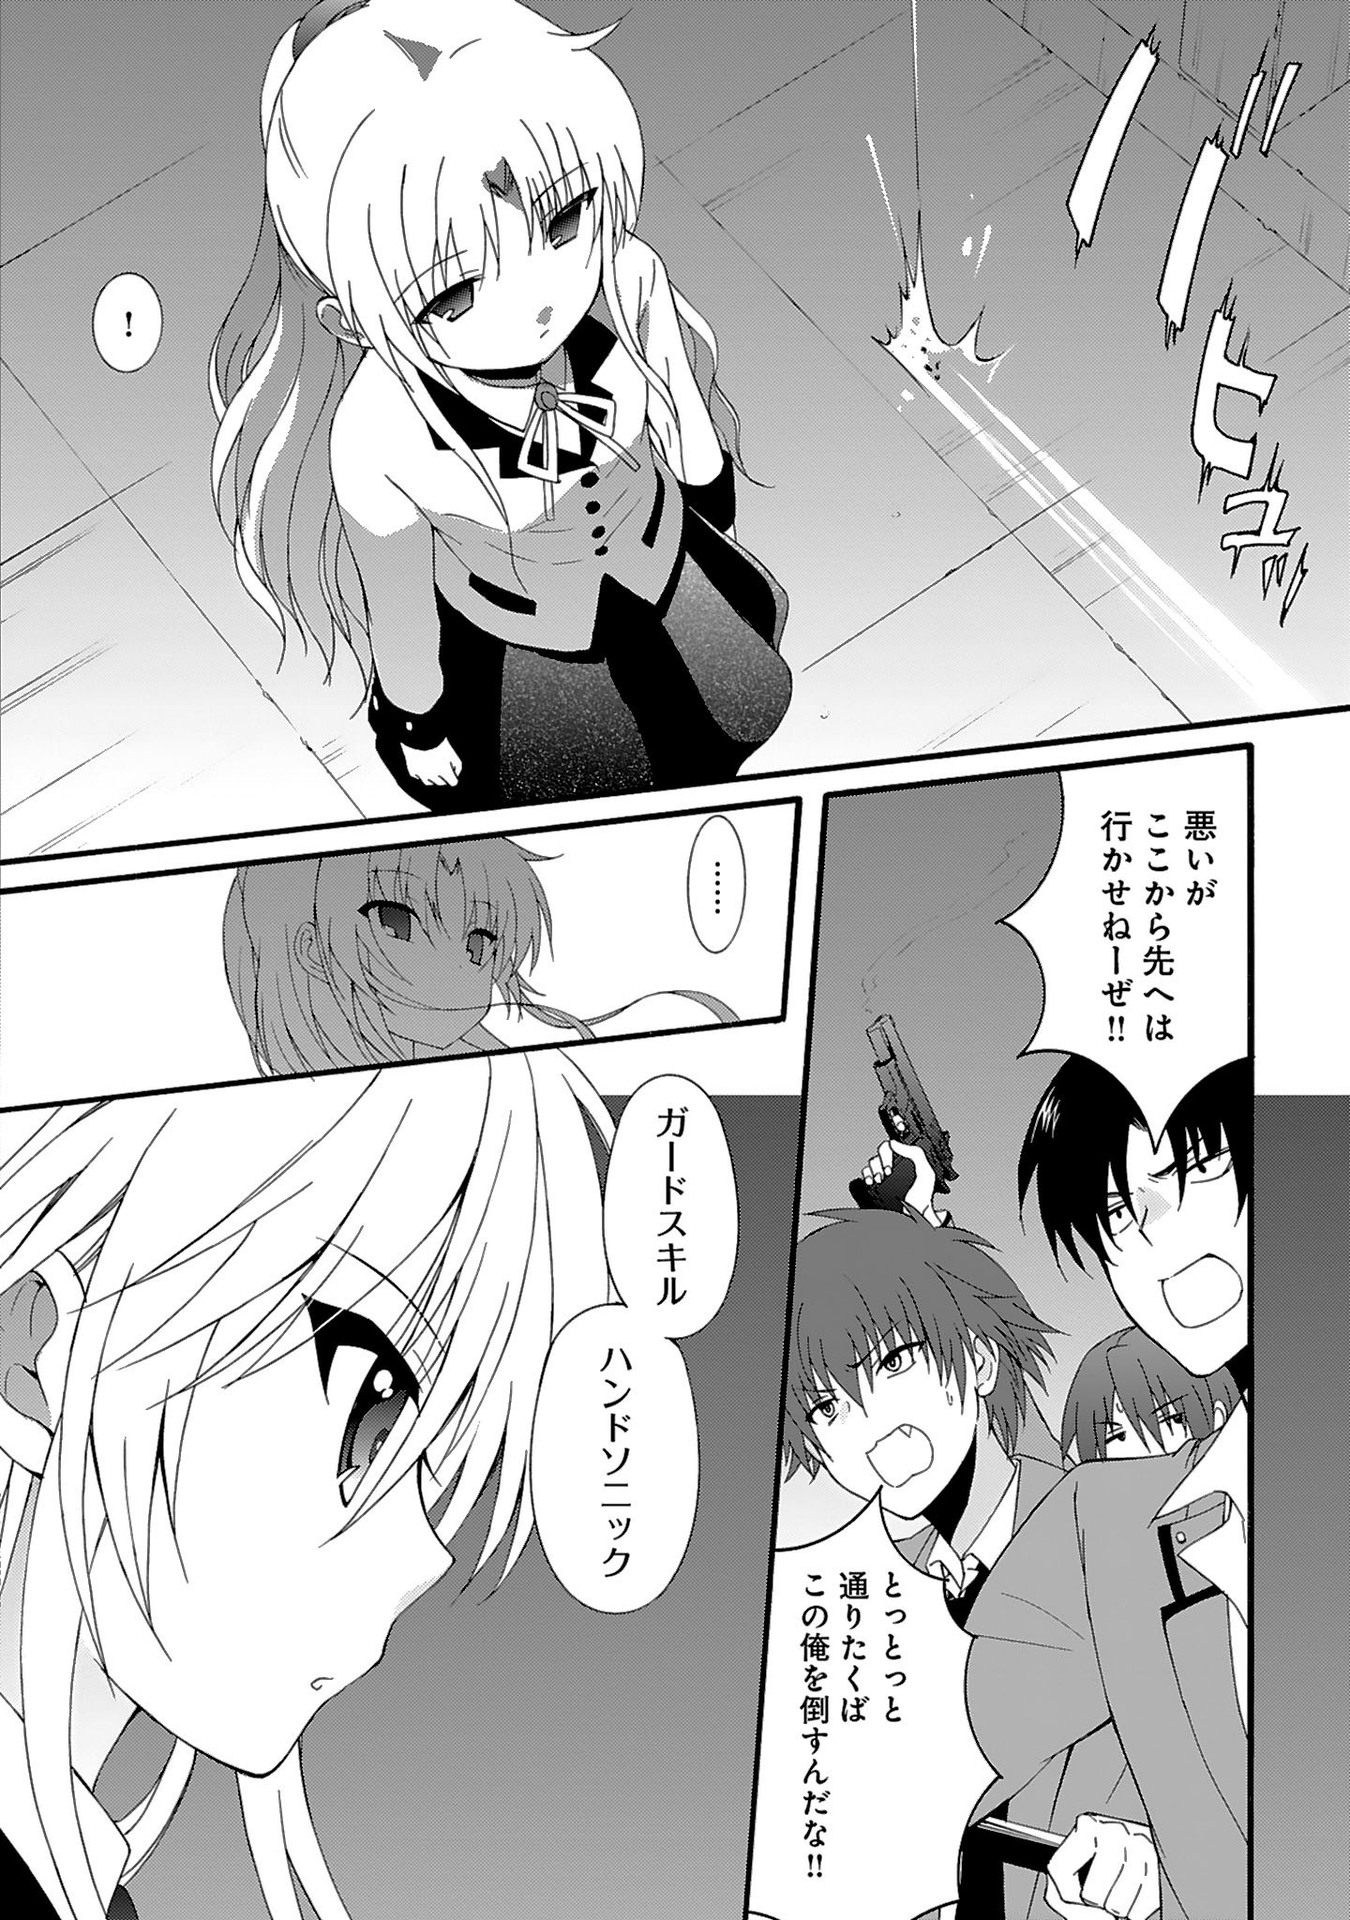 ヒュッ
！
悪いが
ここから先へは
行かせねーぜ!!
とっとっと
通りたくば
この俺を倒すんだな!!
……
ガードスキル
ハンドソニック